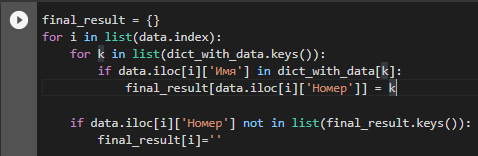 final_result = {}
for i in list(data.index):
    for k in list(dict_with_data.keys()):
        if data.iloc[i]['Имя'] in dict_with_data[k]:
            final_result[data.iloc[i]['Номер']] = k
    if data.iloc[i]['Номер'] not in list(final_result.keys()):
        final_result[i]=''